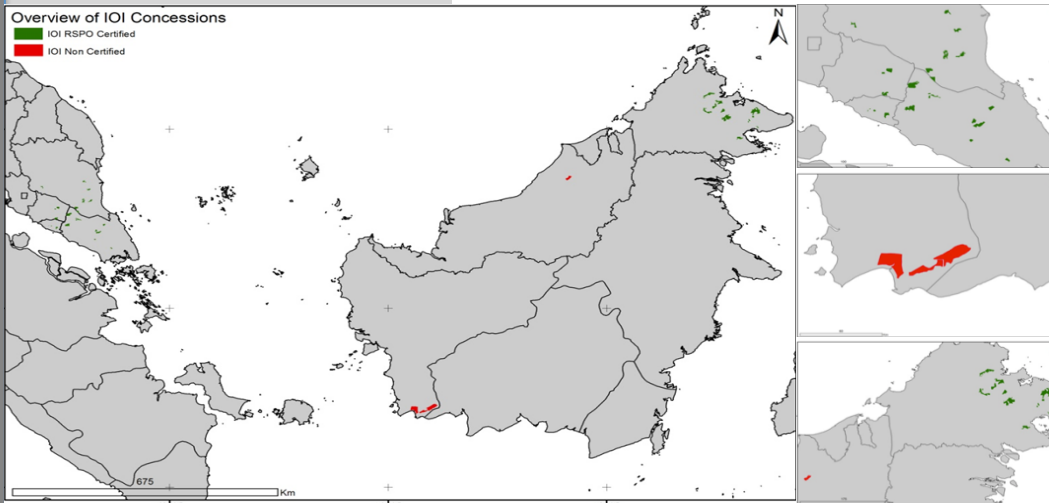 Overview of IOI Concessions
IOI RSPO Certified
IOI Non Certified
N
675
Km